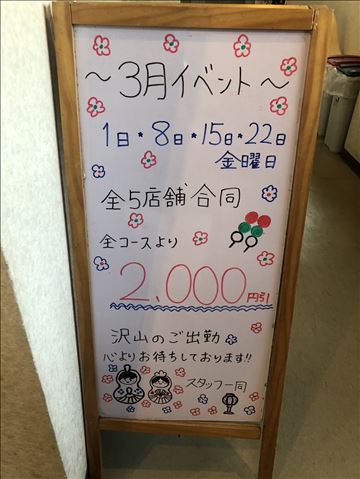 ～3月イベント～
1日*8日*15日*22日
金曜日
全5店舗合同
全コースより
2,000円引
沢山のご出勤
心よりお待ちしております!!
スタッフ一同